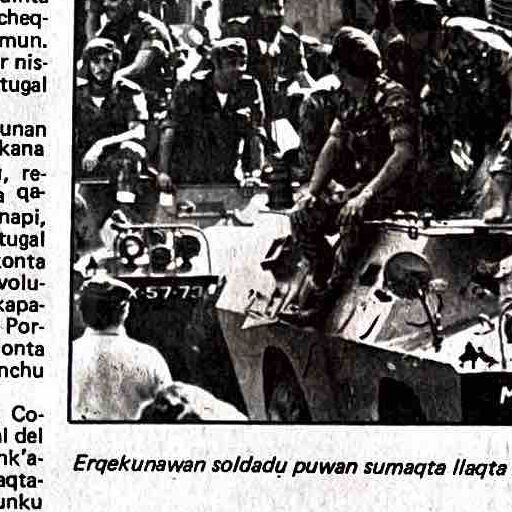 cheq-
mun.
r nis-
tugal
unan
kana
, re-
a qa-
napi,
tugal
konta
volu-
kapa-
Por-
onta
nchu
Co-
l del
nk'a-
aqta-
unku
X-57-73
M
Erqekunawan soldadu puwan sumaqta llaqta